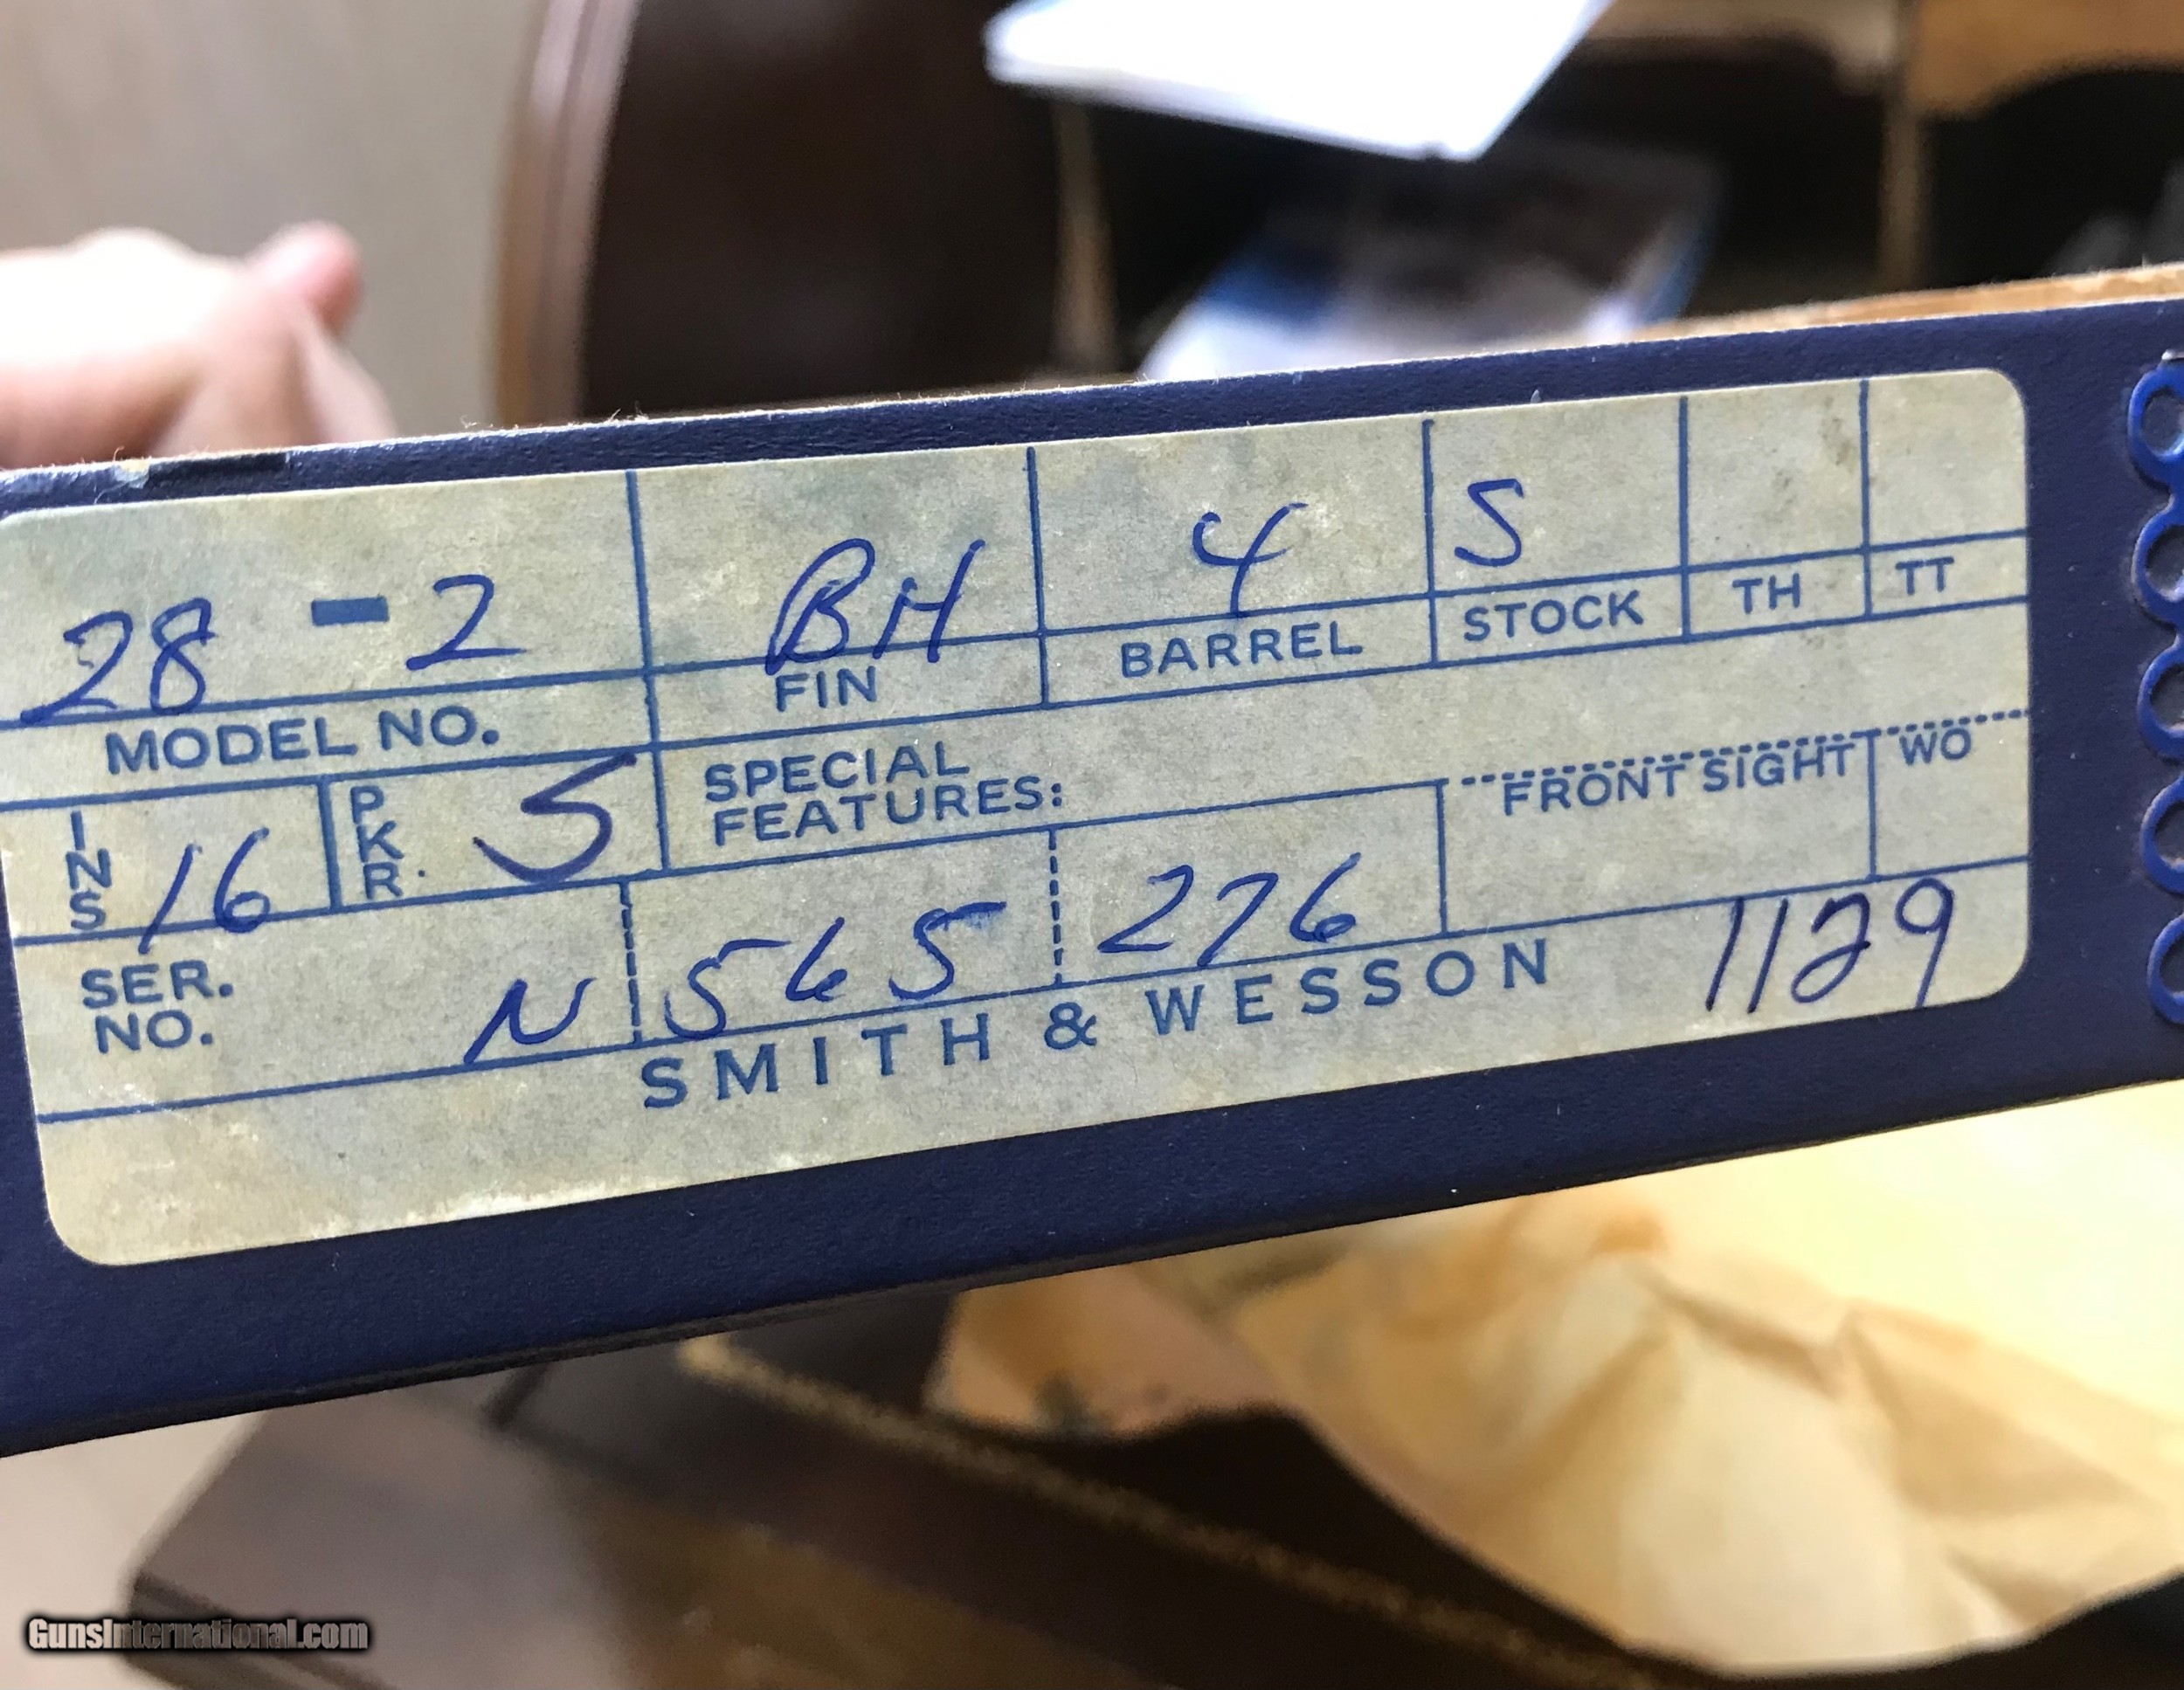 28 - 2 BH 4 S
MODEL NO. FIN BARREL STOCK TH TT
INS 16 PKR. S SPECIAL
FEATURES:
FRONT SIGHT WO
SER.
NO. N 565 276
SMITH & WESSON 1129
GunsInternational.com